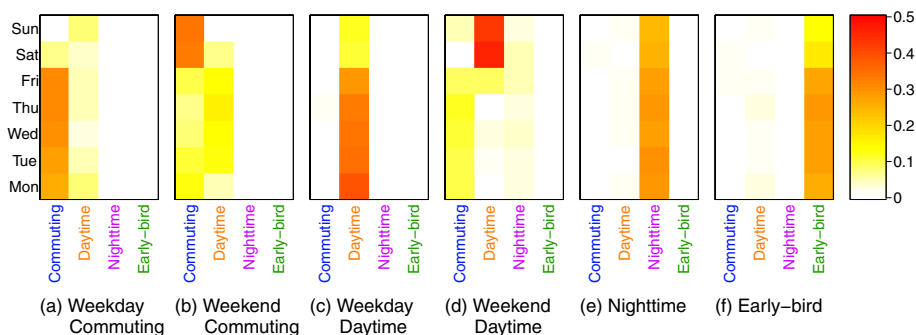 Sun
Sat
Fri
Thu
Wed
Tue
Mon
0.5
0.4
0.3
0.2
0.1
0
Commuting Daytime Nighttime Early-bird
Commuting Daytime Nighttime Early-bird
Commuting Daytime Nighttime Early-bird
Commuting Daytime Nighttime Early-bird
Commuting Daytime Nighttime Early-bird
Commuting Daytime Nighttime Early-bird
(a) Weekday
Commuting
(b) Weekend
Commuting
(c) Weekday
Daytime
(d) Weekend
Daytime
(e) Nighttime
(f) Early-bird